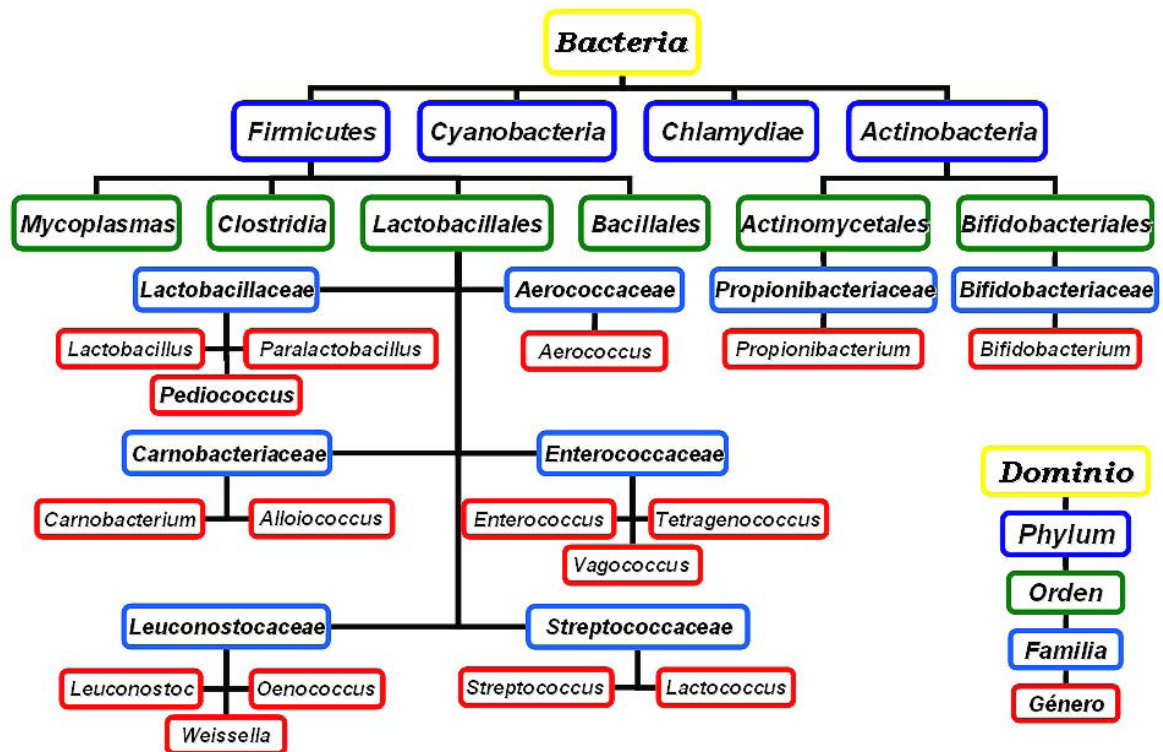 Bacteria
Firmicutes
Cyanobacteria
Chlamydiae
Actinobacteria
Mycoplasmas
Clostridia
Lactobacillales
Bacillales
Actinomycetales
Bifidobacteriales
Lactobacillaceae
Aerococcaceae
Propionibacteriaceae
Bifidobacteriaceae
Lactobacillus
Paralactobacillus
Aerococcus
Propionibacterium
Bifidobacterium
Pediococcus
Carnobacteriaceae
Enterococcaceae
Carnobacterium
Alloiococcus
Enterococcus
Tetragenococcus
Vagococcus
Leuconostocaceae
Streptococcaceae
Leuconostoc
Oenococcus
Streptococcus
Lactococcus
Weissella
Dominio
Phylum
Orden
Familia
Género